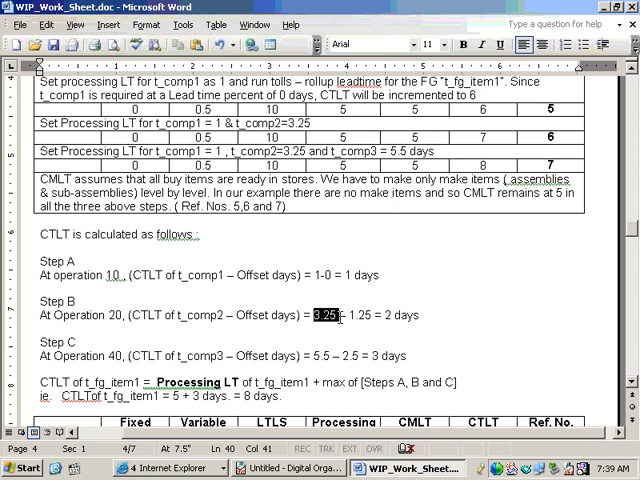 WIP_Work_Sheet.doc - Microsoft Word
File Edit View Insert Format Tools Table Window Help
Type a question for help
Arial 11 B I U
Set processing LT for t_comp1 as 1 and run tolls – rollup leadtime for the FG "t_fg_item1". Since
t_comp1 is required at a Lead time percent of 0 days, CTLT will be incremented to 6
0 0.5 10 5 5 6 5
Set Processing LT for t_comp1 = 1 & t_comp2=3.25
0 0.5 10 5 5 7 6
Set Processing LT for t_comp1 = 1 , t_comp2=3.25 and t_comp3 = 5.5 days
0 0.5 10 5 5 8 7
CMLT assumes that all buy items are ready in stores. We have to make only make items ( assemblies
& sub-assemblies) level by level. In our example there are no make items and so CMLT remains at 5 in
all the three above steps. ( Ref. Nos. 5,6 and 7)
CTLT is calculated as follows :
Step A
At operation 10 , (CTLT of t_comp1 – Offset days) = 1-0 = 1 days
Step B
At Operation 20, (CTLT of t_comp2 – Offset days) = 3.25 – 1.25 = 2 days
Step C
At Operation 40, (CTLT of t_comp3 – Offset days) = 5.5 – 2.5 = 3 days
CTLT of t_fg_item1 = Processing LT of t_fg_item1 + max of [Steps A, B and C]
ie. CTLTof t_fg_item1 = 5 + 3 days. = 8 days.
Fixed Variable LTLS Processing CMLT CTLT Ref. No.
Page 4 Sec 1 4/7 At 7.5" Ln 40 Col 41 REC TRK EXT OVR
Start 4 Internet Explorer Untitled - Digital Orga... WIP_Work_Sheet.... 7:39 AM